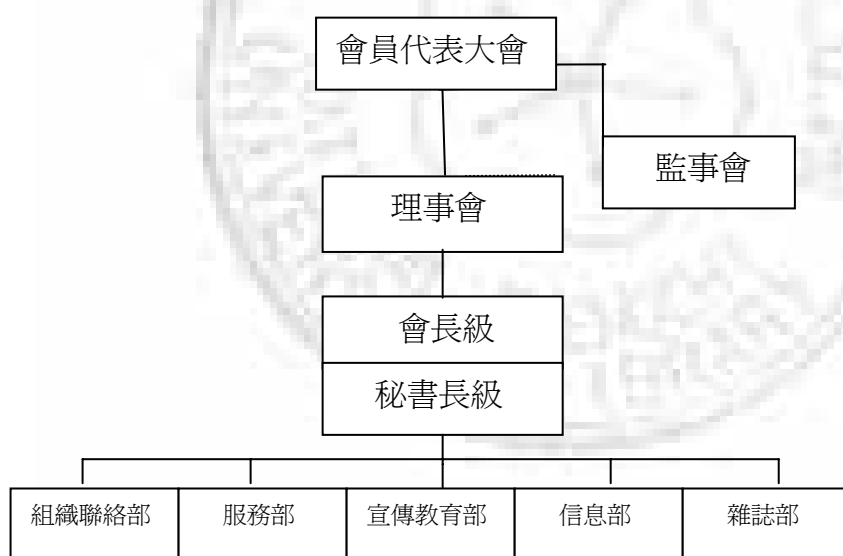 會員代表大會
監事會
理事會
會長級
秘書長級
組織聯絡部
服務部
宣傳教育部
信息部
雜誌部